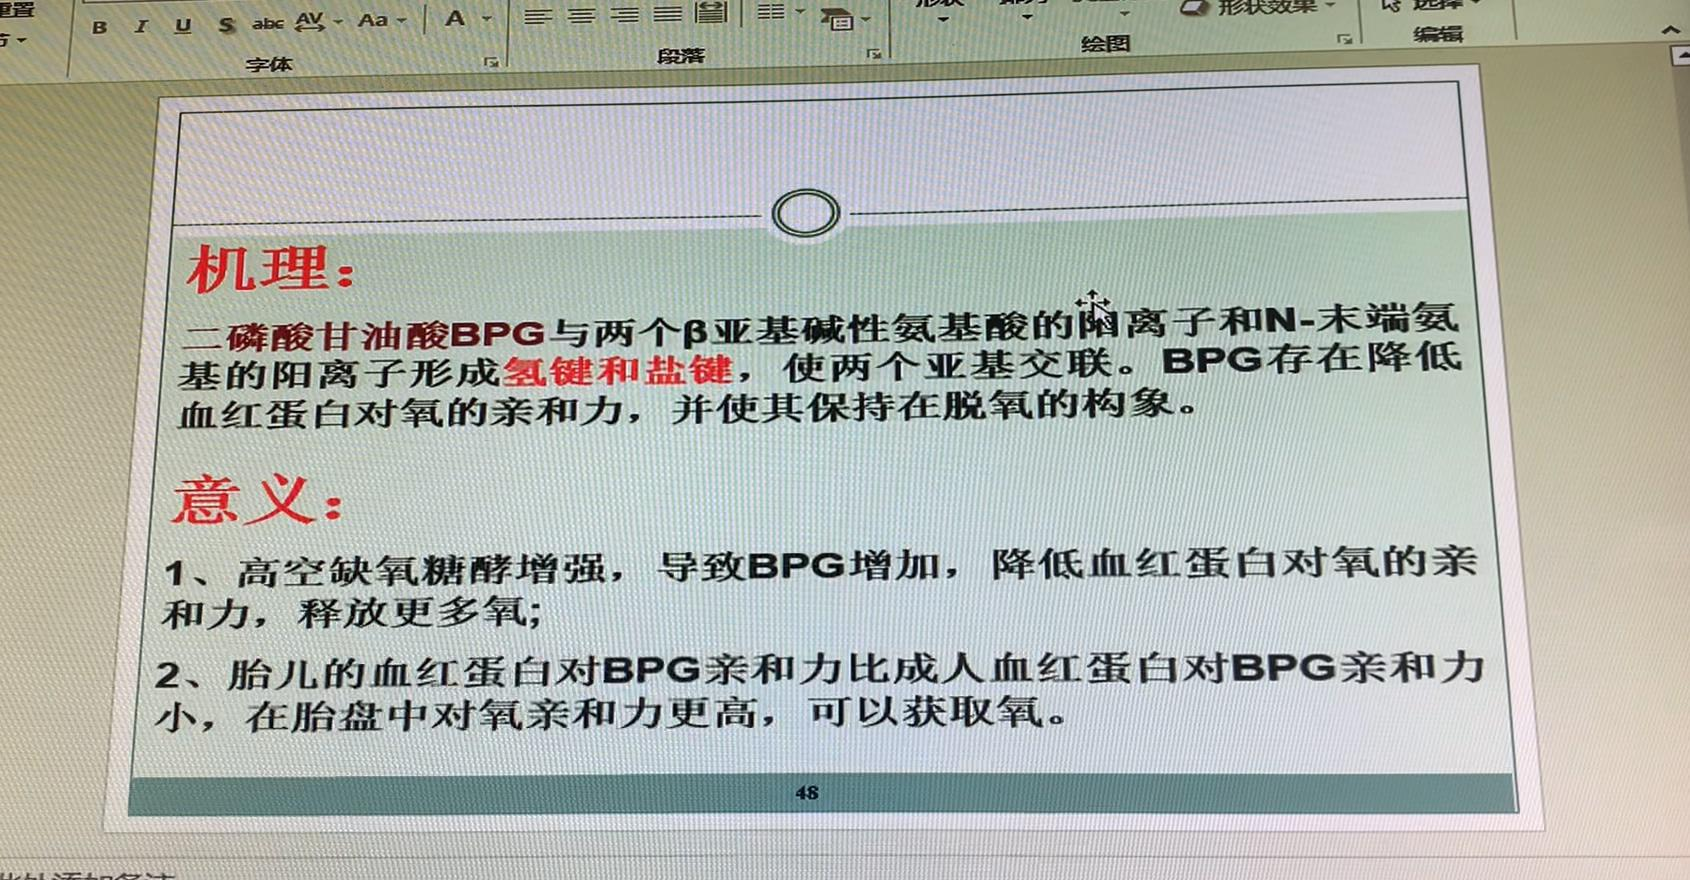 重置
B I U S abc AV Aa A
形状效果
选择
字体
段落
绘图
编辑
机理：
二磷酸甘油酸BPG与两个β亚基碱性氨基酸的阳离子和N-末端氨
基的阳离子形成氢键和盐键，使两个亚基交联。BPG存在降低
血红蛋白对氧的亲和力，并使其保持在脱氧的构象。
意义：
1、高空缺氧糖酵增强，导致BPG增加，降低血红蛋白对氧的亲
和力，释放更多氧;
2、胎儿的血红蛋白对BPG亲和力比成人血红蛋白对BPG亲和力
小，在胎盘中对氧亲和力更高，可以获取氧。
48